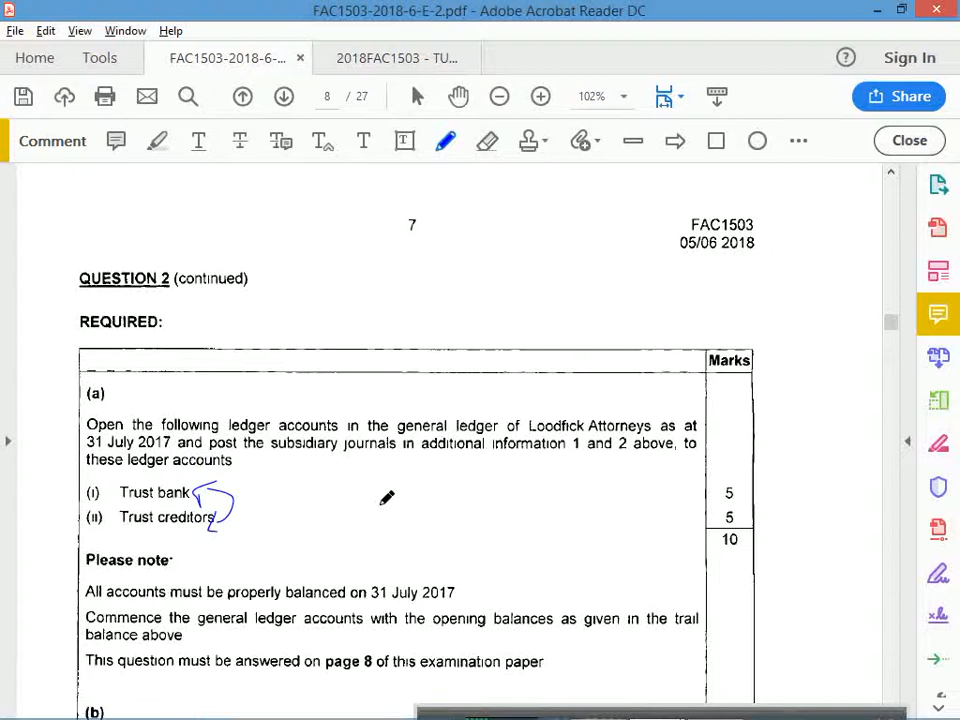 FAC1503-2018-6-E-2.pdf - Adobe Acrobat Reader DC
File Edit View Window Help
Home Tools FAC1503-2018-6-... × 2018FAC1503 - TU... Sign In
8 / 27 102% Share
Comment Close
7 FAC1503
05/06 2018
QUESTION 2 (continued)
REQUIRED:
Marks
(a)
Open the following ledger accounts in the general ledger of Loodfick Attorneys as at
31 July 2017 and post the subsidiary journals in additional information 1 and 2 above, to
these ledger accounts
(i) Trust bank 5
(ii) Trust creditors 5
10
Please note·
All accounts must be properly balanced on 31 July 2017
Commence the general ledger accounts with the opening balances as given in the trail
balance above
This question must be answered on page 8 of this examination paper
(b)